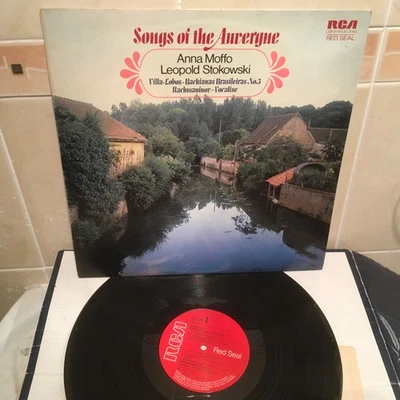 Songs of the Auvergne
RCA
RED SEAL
Anna Moffo
Leopold Stokowski
Villa-Lobos · Bachianas Brasileiras No.5
Rachmaninov · Vocalise
RCA
Red Seal